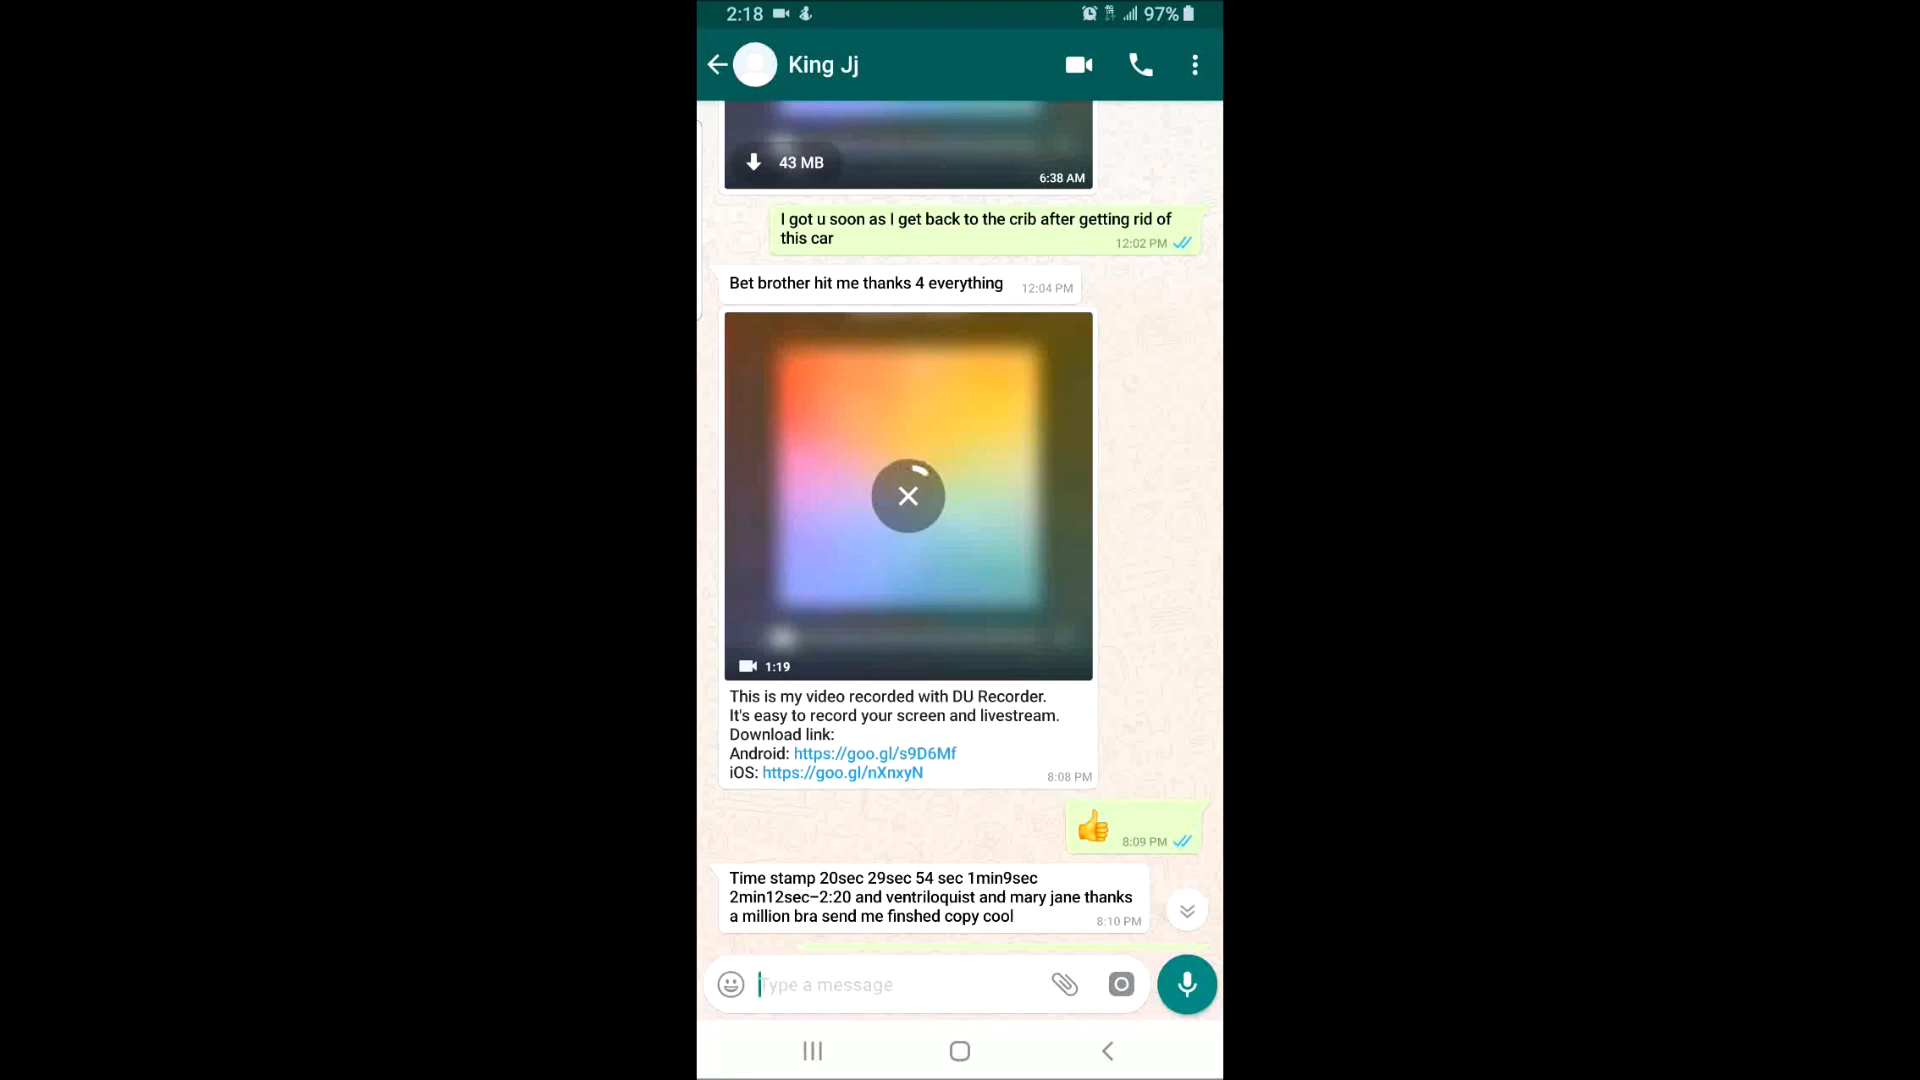 2:18
97%
King Jj
43 MB
6:38 AM
I got u soon as I get back to the crib after getting rid of
this car
12:02 PM
Bet brother hit me thanks 4 everything
12:04 PM
1:19
This is my video recorded with DU Recorder.
It's easy to record your screen and livestream.
Download link:
Android: https://goo.gl/s9D6Mf
iOS: https://goo.gl/nXnxyN
8:08 PM
👍
8:09 PM
Time stamp 20sec 29sec 54 sec 1min9sec
2min12sec–2:20 and ventriloquist and mary jane thanks
a million bra send me finshed copy cool
8:10 PM
Type a message